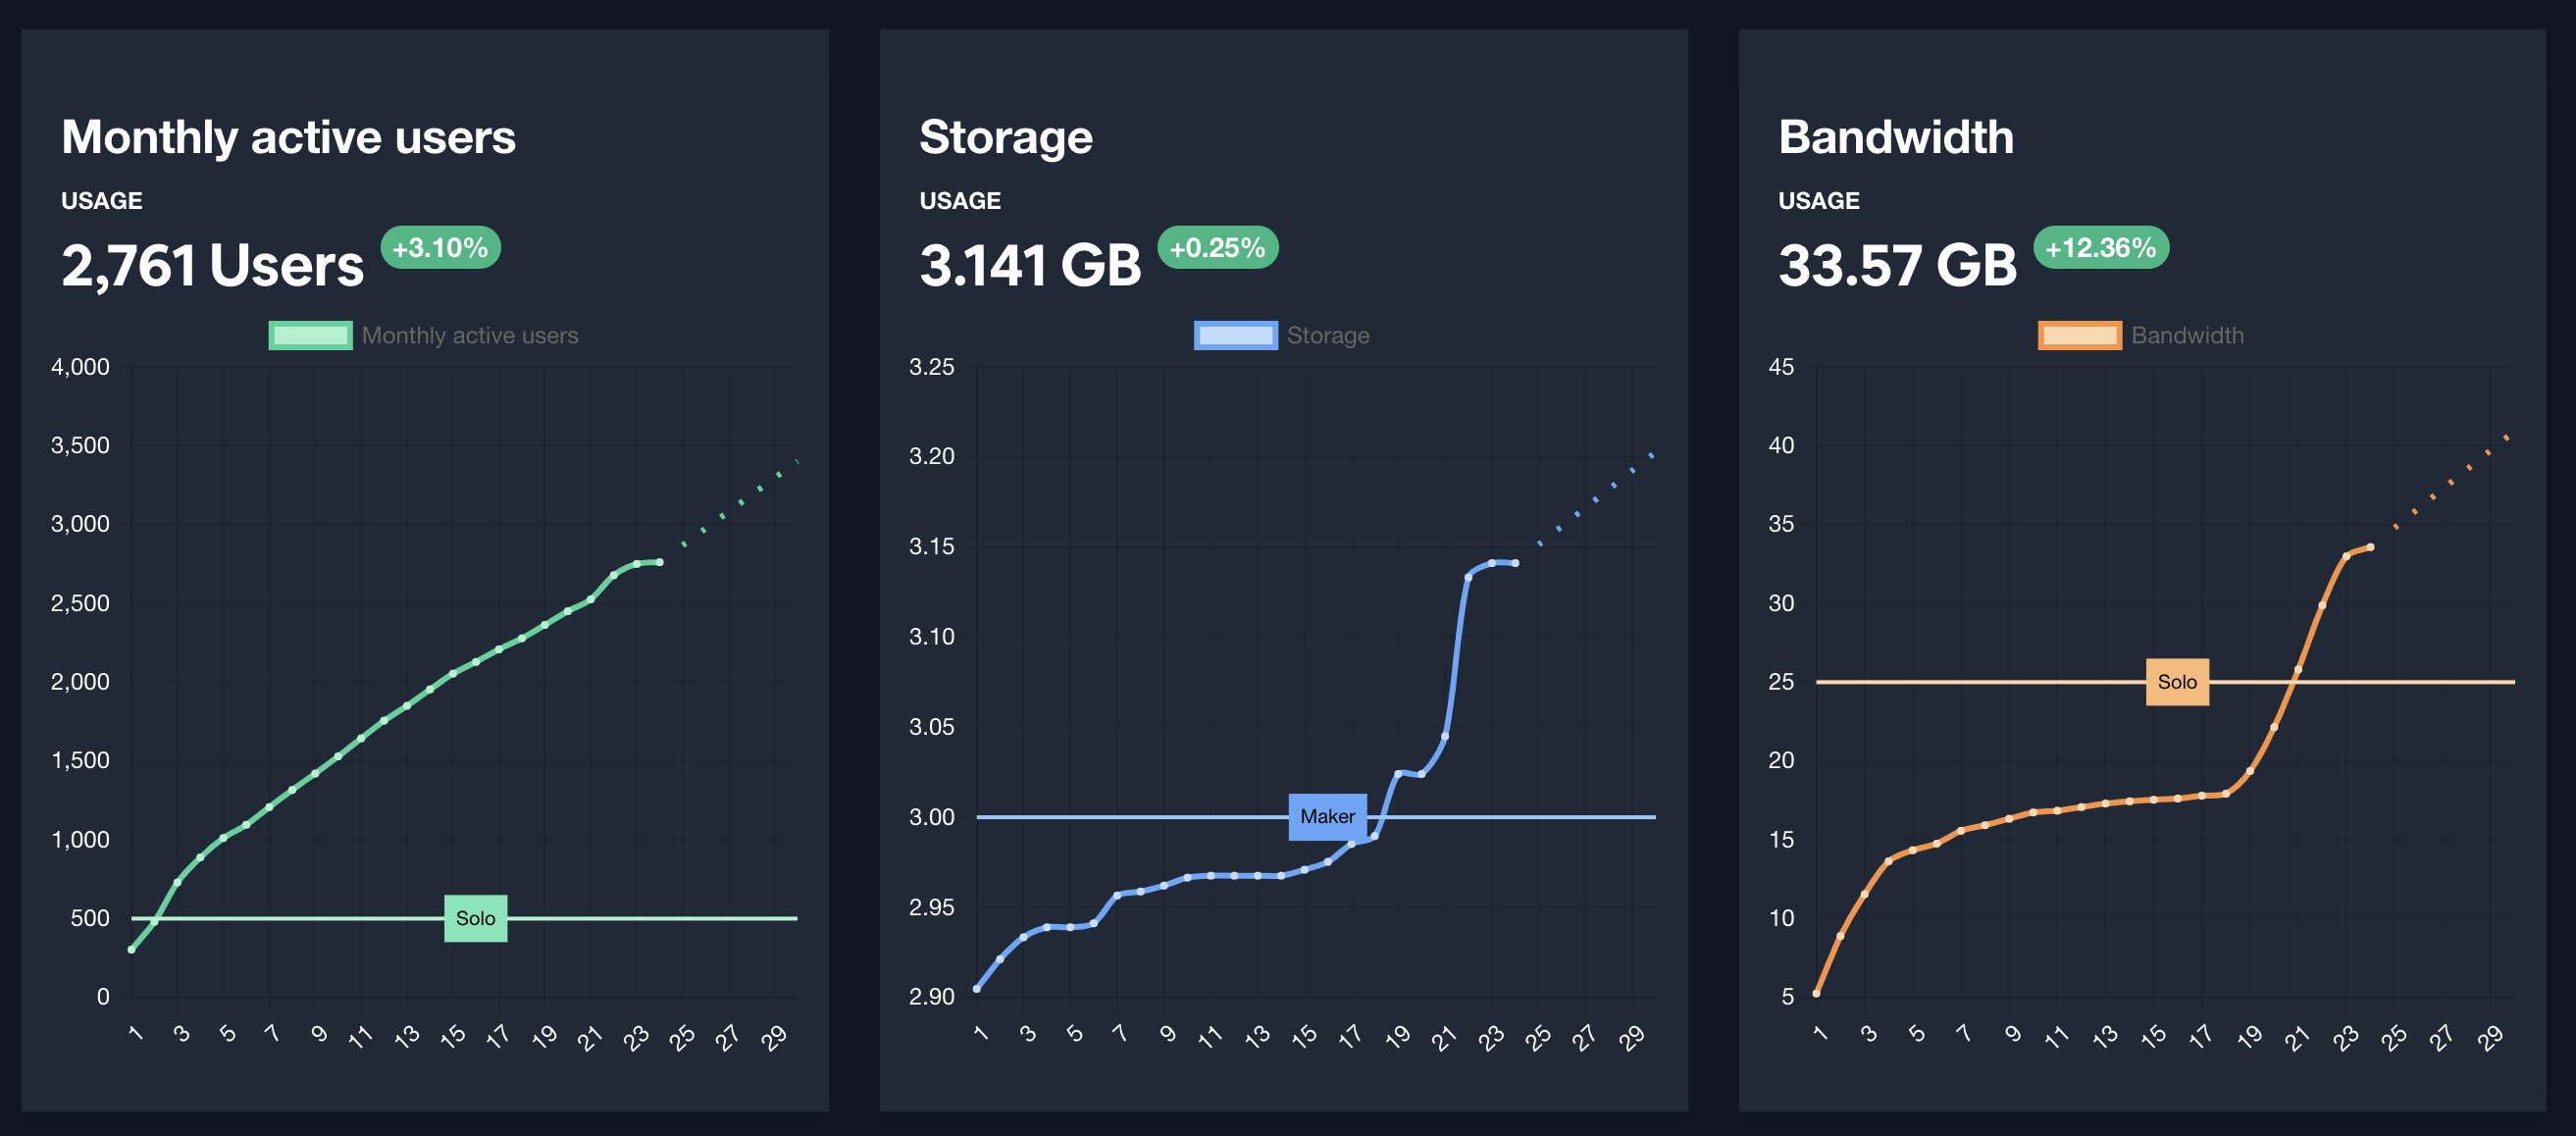 Monthly active users
USAGE
2,761 Users +3.10%
Monthly active users
4,000
3,500
3,000
2,500
2,000
1,500
1,000
500
0
Solo
1 3 5 7 9 11 13 15 17 19 21 23 25 27 29
Storage
USAGE
3.141 GB +0.25%
Storage
3.25
3.20
3.15
3.10
3.05
3.00
2.95
2.90
Maker
1 3 5 7 9 11 13 15 17 19 21 23 25 27 29
Bandwidth
USAGE
33.57 GB +12.36%
Bandwidth
45
40
35
30
25
20
15
10
5
Solo
1 3 5 7 9 11 13 15 17 19 21 23 25 27 29